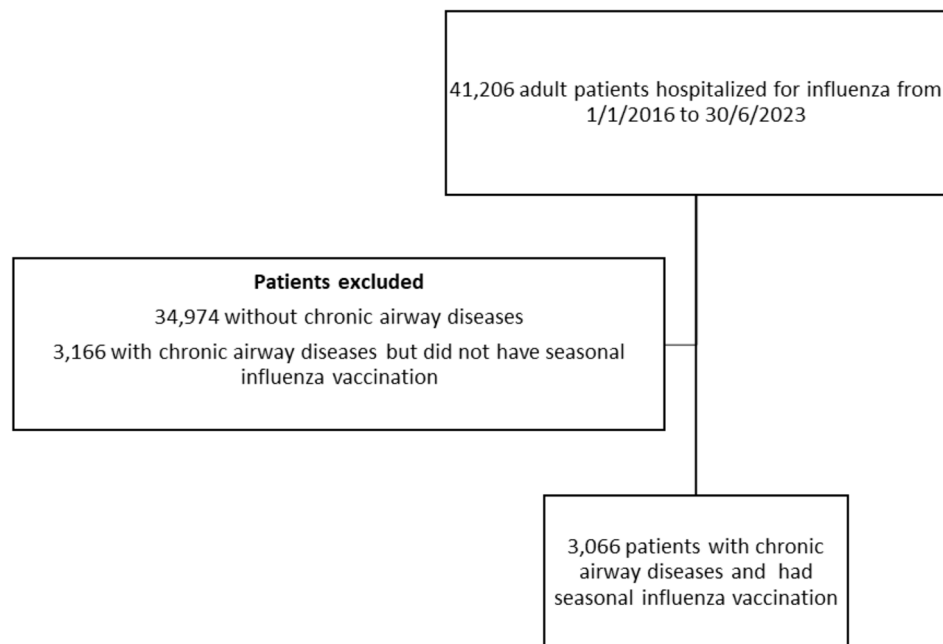 41,206 adult patients hospitalized for influenza from
1/1/2016 to 30/6/2023
Patients excluded
34,974 without chronic airway diseases
3,166 with chronic airway diseases but did not have seasonal
influenza vaccination
3,066 patients with chronic
airway diseases and had
seasonal influenza vaccination